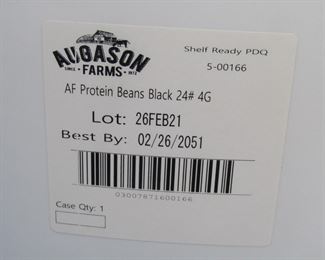 AUGASON
SINCE FARMS 1972
Shelf Ready PDQ
5-00166
AF Protein Beans Black 24# 4G
Lot: 26FEB21
Best By: 02/26/2051
03007871600166
Case Qty: 1